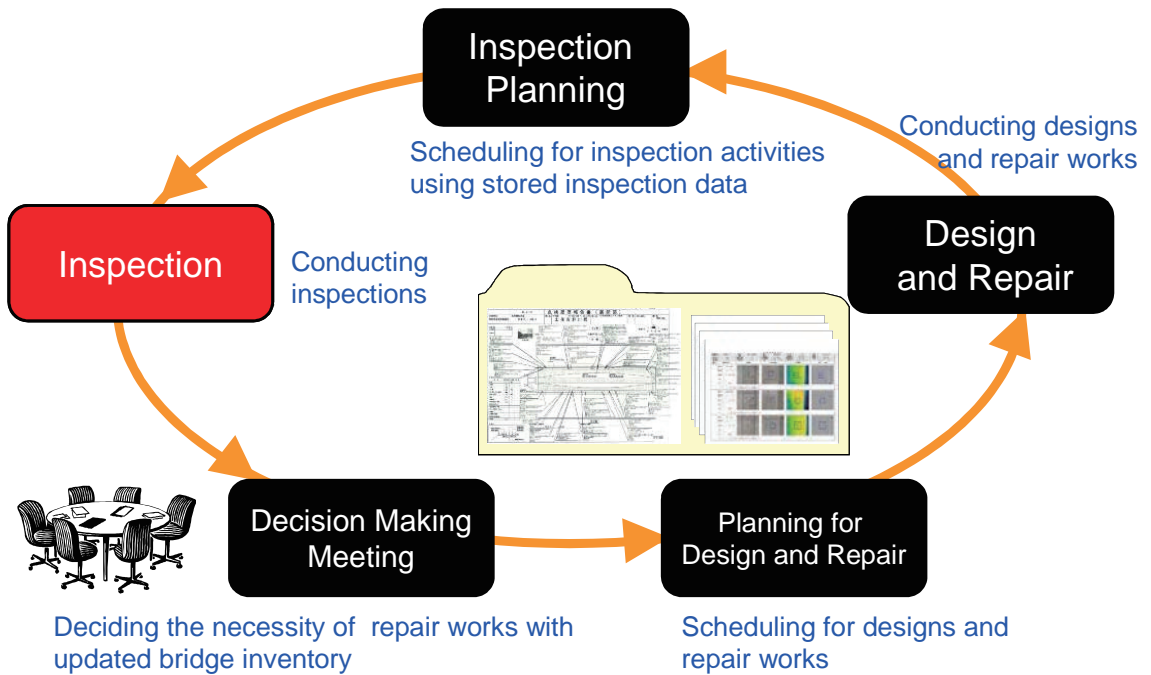 Inspection
Planning
Scheduling for inspection activities
using stored inspection data
Conducting designs
and repair works
Inspection
Conducting
inspections
Design
and Repair
Decision Making
Meeting
Planning for
Design and Repair
Deciding the necessity of repair works with
updated bridge inventory
Scheduling for designs and
repair works